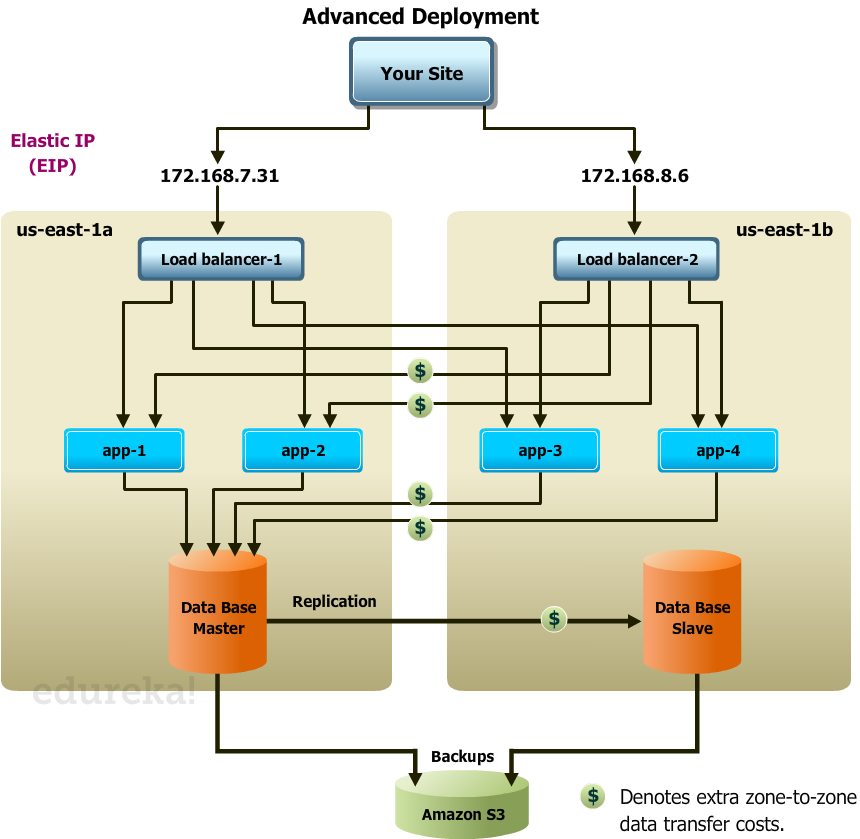 Advanced Deployment
Your Site
Elastic IP
(EIP)
172.168.7.31
172.168.8.6
us-east-1a
us-east-1b
Load balancer-1
Load balancer-2
$
$
app-1
app-2
app-3
app-4
$
$
Data Base
Master
Replication
$
Data Base
Slave
edureka!
Backups
Amazon S3
$ Denotes extra zone-to-zone
data transfer costs.